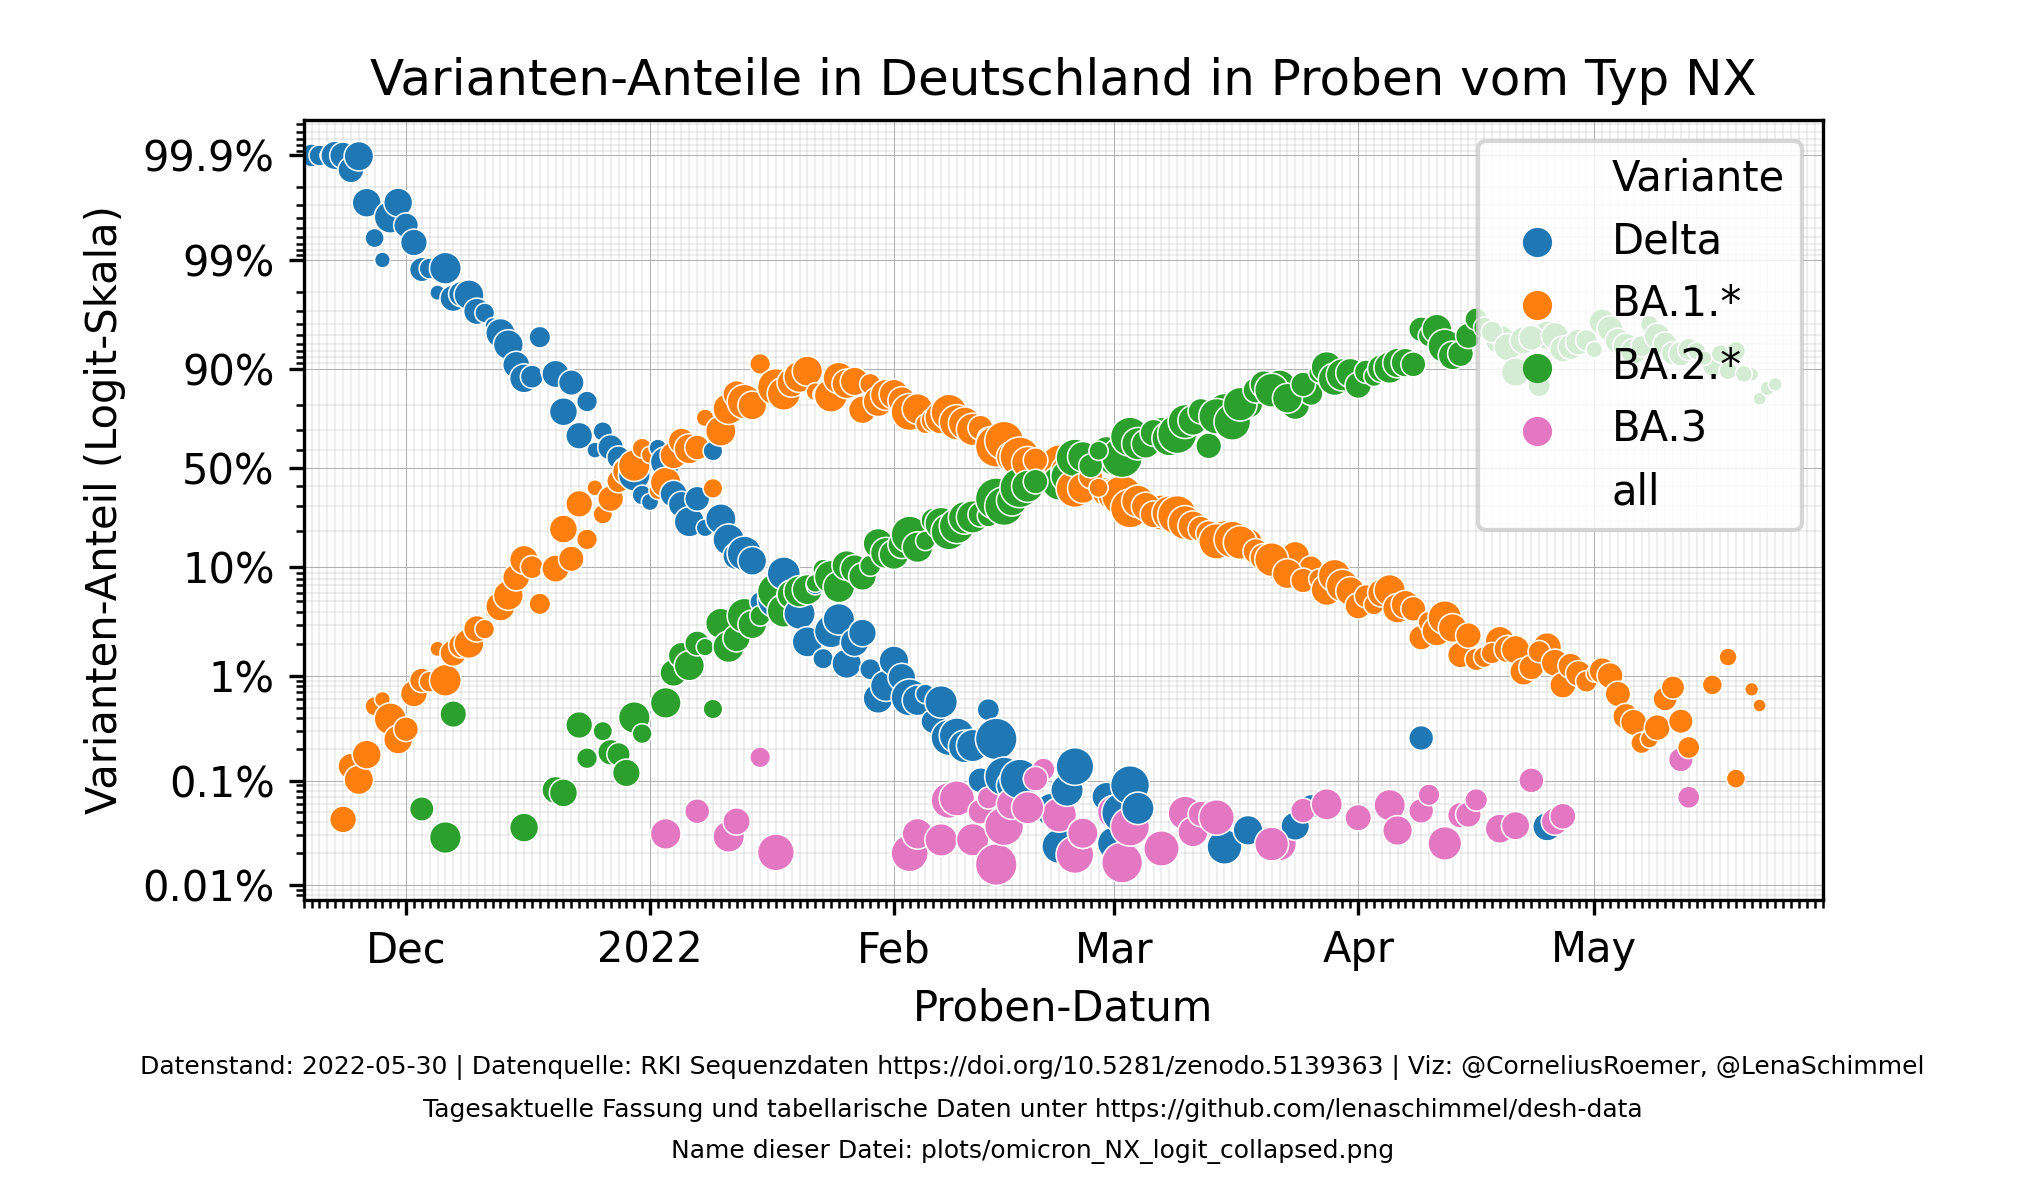 Varianten-Anteile in Deutschland in Proben vom Typ NX
Varianten-Anteil (Logit-Skala)
99.9%
99%
90%
50%
10%
1%
0.1%
0.01%
Variante
Delta
BA.1.*
BA.2.*
BA.3
all
Dec 2022 Feb Mar Apr May
Proben-Datum
Datenstand: 2022-05-30 | Datenquelle: RKI Sequenzdaten https://doi.org/10.5281/zenodo.5139363 | Viz: @CorneliusRoemer, @LenaSchimmel
Tagesaktuelle Fassung und tabellarische Daten unter https://github.com/lenaschimmel/desh-data
Name dieser Datei: plots/omicron_NX_logit_collapsed.png